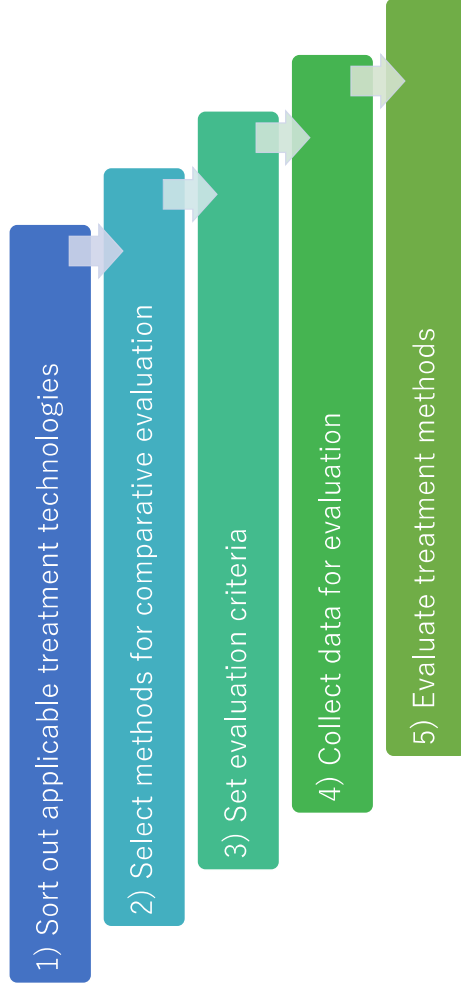 1) Sort out applicable treatment technologies
2) Select methods for comparative evaluation
3) Set evaluation criteria
4) Collect data for evaluation
5) Evaluate treatment methods